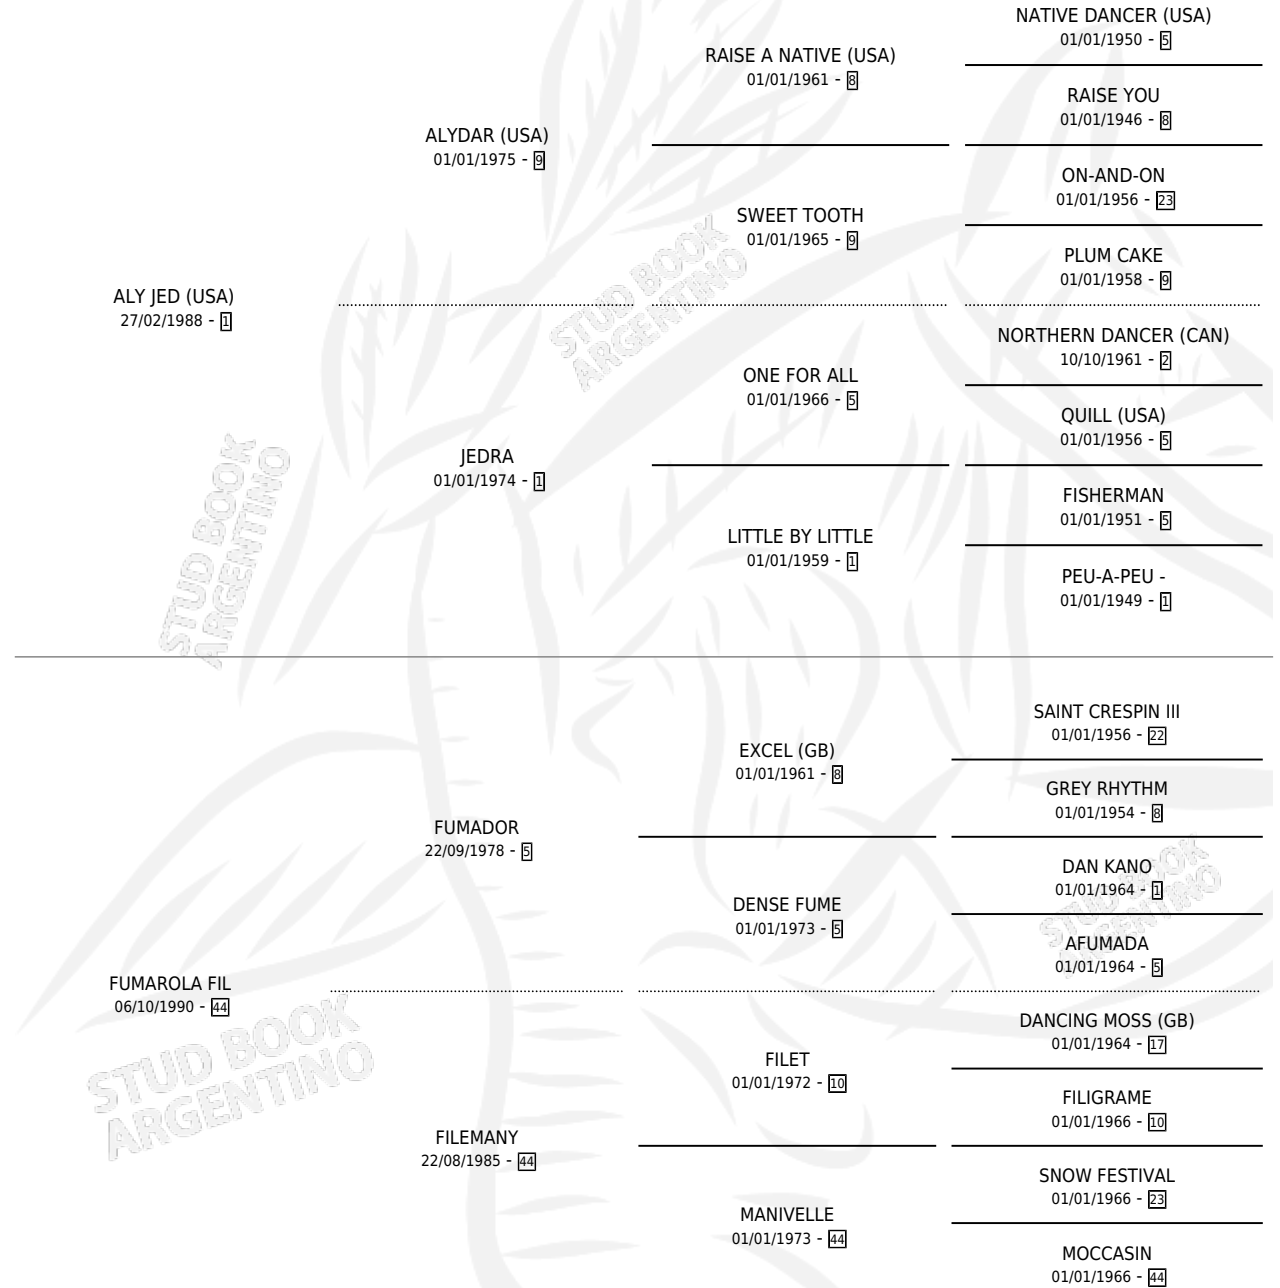 NATIVE DANCER (USA)
01/01/1950 - 5
RAISE A NATIVE (USA)
01/01/1961 - 8
RAISE YOU
01/01/1946 - 8
ALYDAR (USA)
01/01/1975 - 9
ON-AND-ON
01/01/1956 - 23
SWEET TOOTH
01/01/1965 - 9
PLUM CAKE
01/01/1958 - 9
ALY JED (USA)
27/02/1988 - 1
NORTHERN DANCER (CAN)
10/10/1961 - 2
ONE FOR ALL
01/01/1966 - 5
QUILL (USA)
01/01/1956 - 5
JEDRA
01/01/1974 - 1
FISHERMAN
01/01/1951 - 5
LITTLE BY LITTLE
01/01/1959 - 1
PEU-A-PEU -
01/01/1949 - 1
STUD BOOK
ARGENTINO
STUD BOOK
ARGENTINO
SAINT CRESPIN III
01/01/1956 - 22
EXCEL (GB)
01/01/1961 - 8
GREY RHYTHM
01/01/1954 - 8
FUMADOR
22/09/1978 - 5
DAN KANO
01/01/1964 - 1
DENSE FUME
01/01/1973 - 5
AFUMADA
01/01/1964 - 5
FUMAROLA FIL
06/10/1990 - 44
DANCING MOSS (GB)
01/01/1964 - 17
FILET
01/01/1972 - 10
FILIGRAME
01/01/1966 - 10
FILEMANY
22/08/1985 - 44
SNOW FESTIVAL
01/01/1966 - 23
MANIVELLE
01/01/1973 - 44
MOCCASIN
01/01/1966 - 44
STUD BOOK
ARGENTINO
STUD BOOK
ARGENTINO